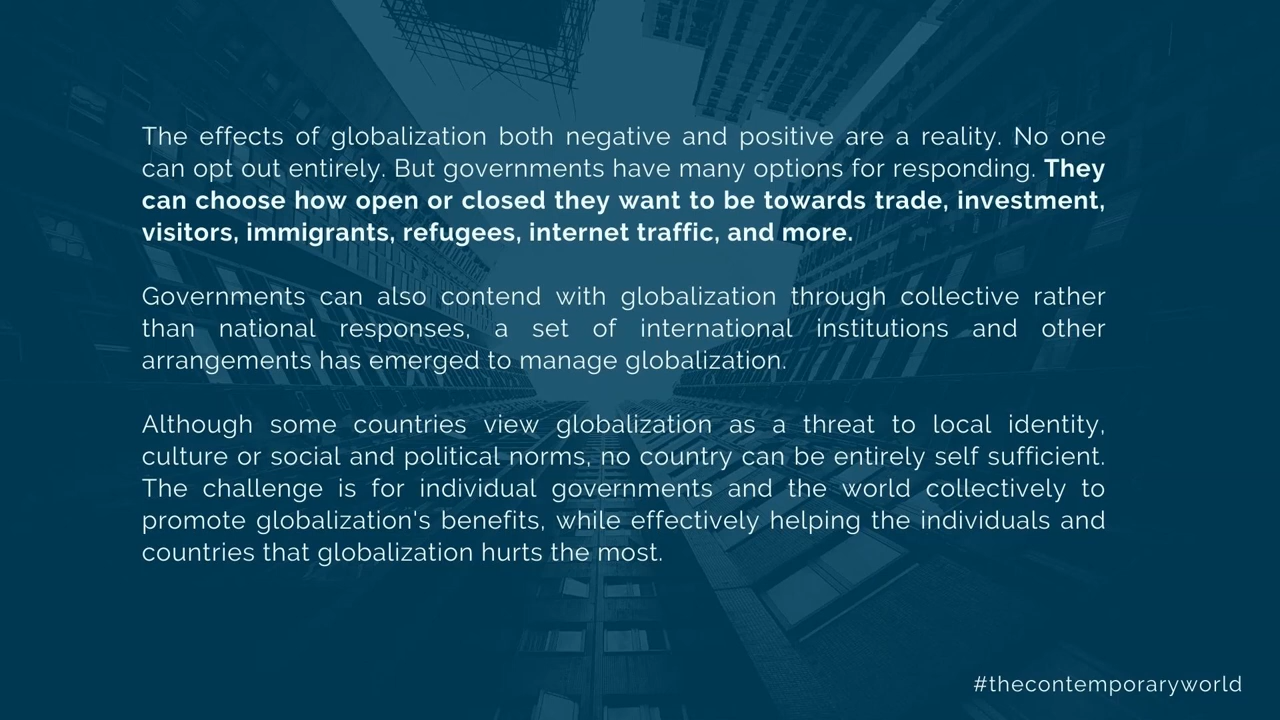 The effects of globalization both negative and positive are a reality. No one
can opt out entirely. But governments have many options for responding. They
can choose how open or closed they want to be towards trade, investment,
visitors, immigrants, refugees, internet traffic, and more.
Governments can also contend with globalization through collective rather
than national responses, a set of international institutions and other
arrangements has emerged to manage globalization.
Although some countries view globalization as a threat to local identity,
culture or social and political norms, no country can be entirely self sufficient.
The challenge is for individual governments and the world collectively to
promote globalization's benefits, while effectively helping the individuals and
countries that globalization hurts the most.
#thecontemporaryworld